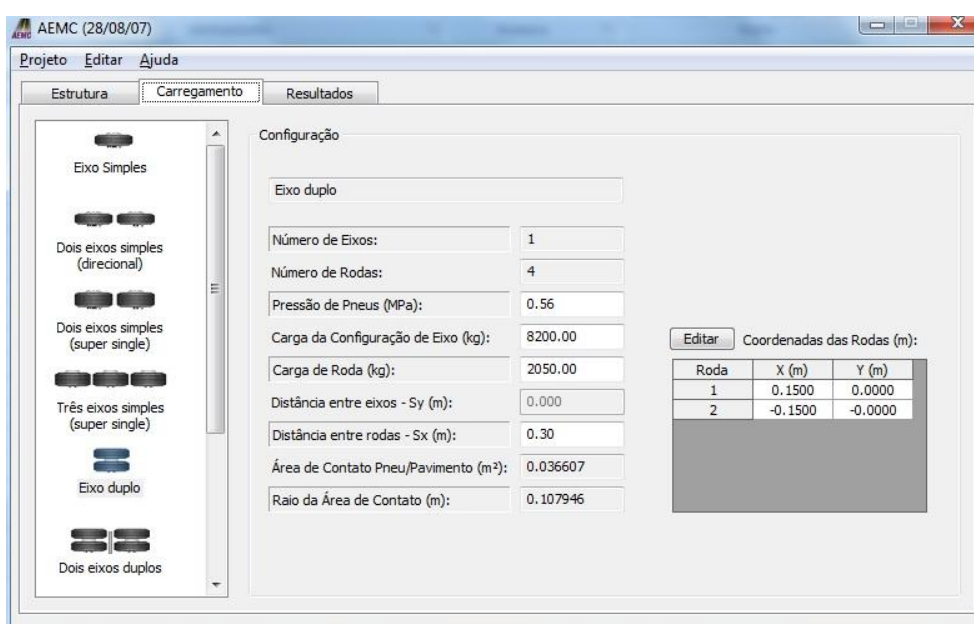 AEMC (28/08/07)
Projeto Editar Ajuda
Estrutura Carregamento Resultados
Eixo Simples
Dois eixos simples
(direcional)
Dois eixos simples
(super single)
Três eixos simples
(super single)
Eixo duplo
Dois eixos duplos
Configuração
Eixo duplo
Número de Eixos: 1
Número de Rodas: 4
Pressão de Pneus (MPa): 0.56
Carga da Configuração de Eixo (kg): 8200.00
Carga de Roda (kg): 2050.00
Distância entre eixos - Sy (m): 0.000
Distância entre rodas - Sx (m): 0.30
Área de Contato Pneu/Pavimento (m²): 0.036607
Raio da Área de Contato (m): 0.107946
Editar Coordenadas das Rodas (m):
Roda X (m) Y (m)
1 0.1500 0.0000
2 -0.1500 -0.0000